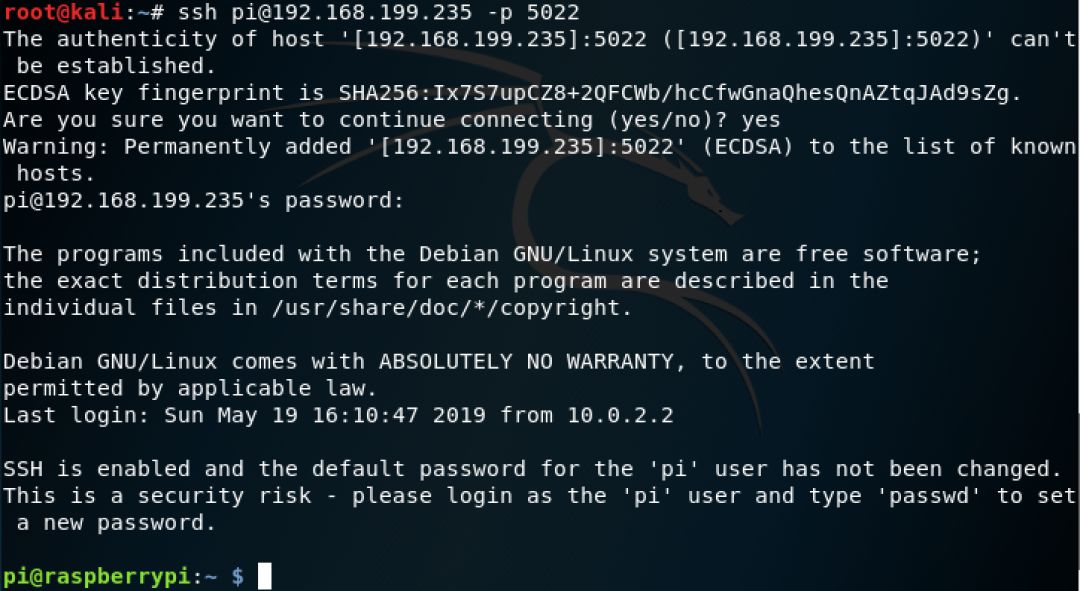 root@kali:~# ssh pi@192.168.199.235 -p 5022
The authenticity of host '[192.168.199.235]:5022 ([192.168.199.235]:5022)' can't
 be established.
ECDSA key fingerprint is SHA256:Ix7S7upCZ8+2QFCWb/hcCfwGnaQhesQnAZtqJAd9sZg.
Are you sure you want to continue connecting (yes/no)? yes
Warning: Permanently added '[192.168.199.235]:5022' (ECDSA) to the list of known
 hosts.
pi@192.168.199.235's password:

The programs included with the Debian GNU/Linux system are free software;
the exact distribution terms for each program are described in the
individual files in /usr/share/doc/*/copyright.

Debian GNU/Linux comes with ABSOLUTELY NO WARRANTY, to the extent
permitted by applicable law.
Last login: Sun May 19 16:10:47 2019 from 10.0.2.2

SSH is enabled and the default password for the 'pi' user has not been changed.
This is a security risk - please login as the 'pi' user and type 'passwd' to set
 a new password.

pi@raspberrypi:~ $